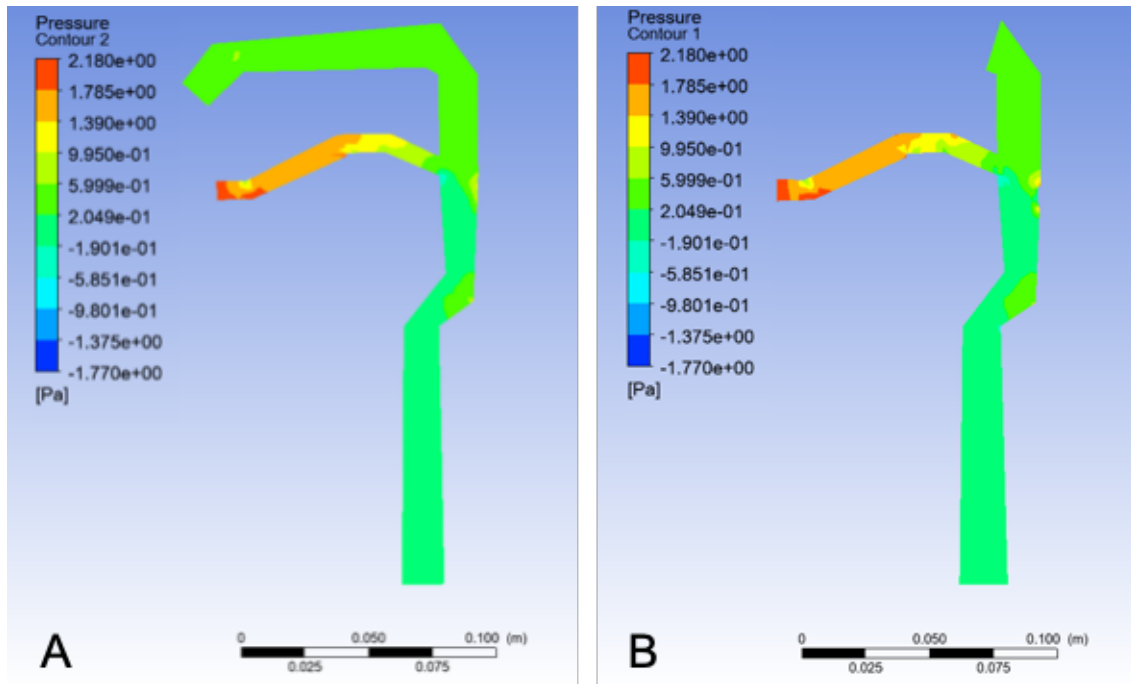 Pressure
Contour 2
2.180e+00
1.785e+00
1.390e+00
9.950e-01
5.999e-01
2.049e-01
-1.901e-01
-5.851e-01
-9.801e-01
-1.375e+00
-1.770e+00
[Pa]
A
0 0.050 0.100 (m)
0.025 0.075
Pressure
Contour 1
2.180e+00
1.785e+00
1.390e+00
9.950e-01
5.999e-01
2.049e-01
-1.901e-01
-5.851e-01
-9.801e-01
-1.375e+00
-1.770e+00
[Pa]
B
0 0.050 0.100 (m)
0.025 0.075